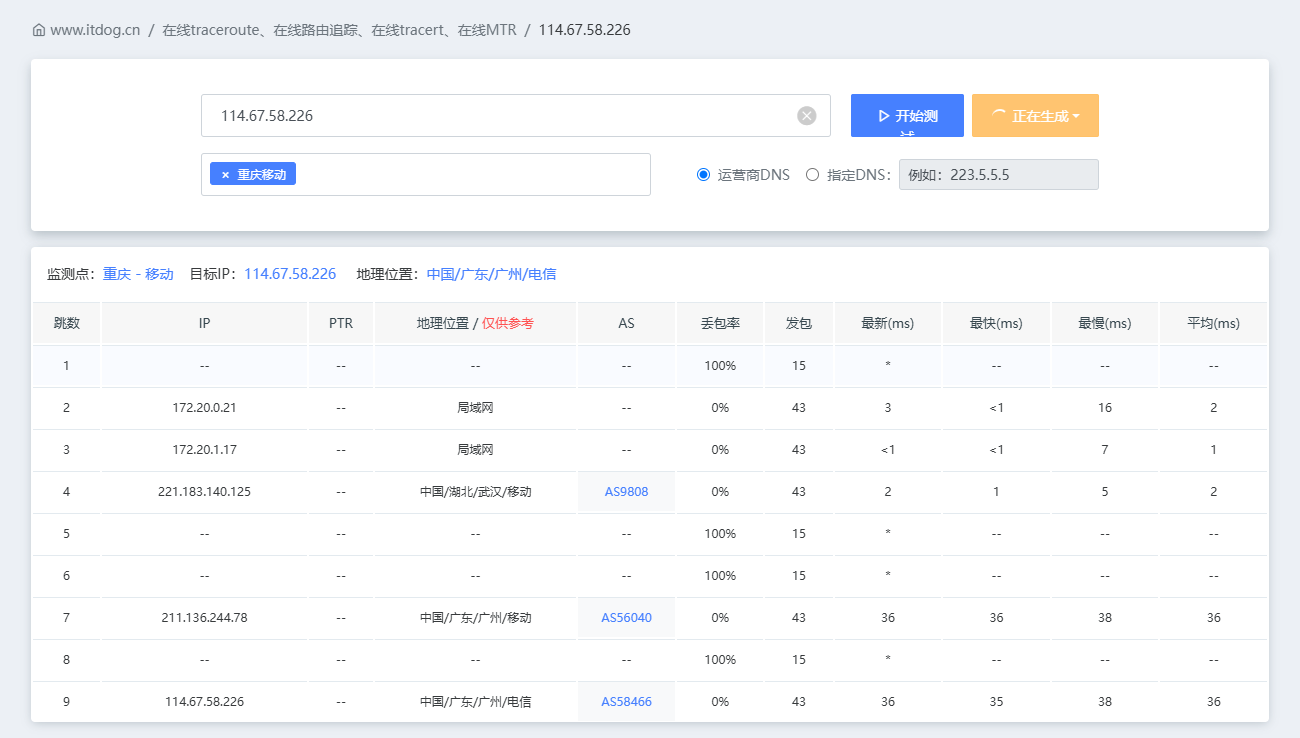 www.itdog.cn / 在线traceroute、在线路由追踪、在线tracert、在线MTR / 114.67.58.226
114.67.58.226 开始测试 正在生成
× 重庆移动 运营商DNS 指定DNS: 例如：223.5.5.5
监测点：重庆 - 移动 目标IP：114.67.58.226 地理位置：中国/广东/广州/电信
跳数 IP PTR 地理位置 / 仅供参考 AS 丢包率 发包 最新(ms) 最快(ms) 最慢(ms) 平均(ms)
1 -- -- -- -- 100% 15 * -- -- --
2 172.20.0.21 -- 局域网 -- 0% 43 3 <1 16 2
3 172.20.1.17 -- 局域网 -- 0% 43 <1 <1 7 1
4 221.183.140.125 -- 中国/湖北/武汉/移动 AS9808 0% 43 2 1 5 2
5 -- -- -- -- 100% 15 * -- -- --
6 -- -- -- -- 100% 15 * -- -- --
7 211.136.244.78 -- 中国/广东/广州/移动 AS56040 0% 43 36 36 38 36
8 -- -- -- -- 100% 15 * -- -- --
9 114.67.58.226 -- 中国/广东/广州/电信 AS58466 0% 43 36 35 38 36